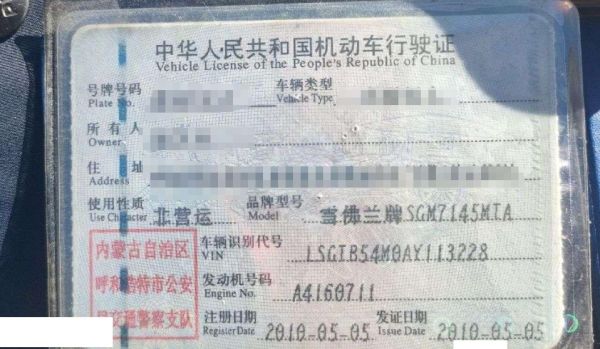 中华人民共和国机动车行驶证
Vehicle License of the People's Republic of China
号牌号码 车辆类型
Plate No. Vehicle Type
所有人
Owner
住址
Address
使用性质 非营运 品牌型号 雪佛兰牌SGM7145MTA
Use Character Model
内蒙古自治区 车辆识别代号 LSGTB54M0AY113228
VIN
呼和浩特市公安 发动机号码 A4160711
Engine No.
局交通警察支队 注册日期 2010-05-05 发证日期 2010-05-05
Register Date Issue Date